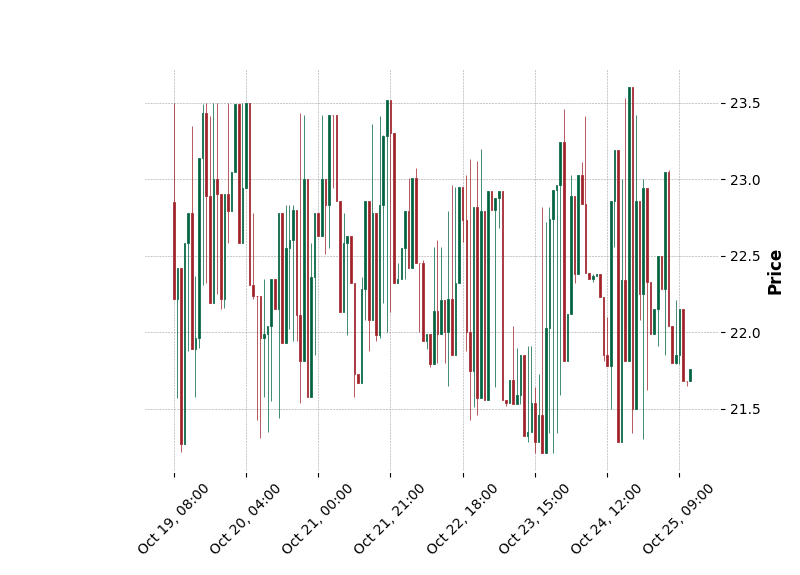 23.5
23.0
22.5
22.0
21.5
Price
Oct 19, 08:00
Oct 20, 04:00
Oct 21, 00:00
Oct 21, 21:00
Oct 22, 18:00
Oct 23, 15:00
Oct 24, 12:00
Oct 25, 09:00